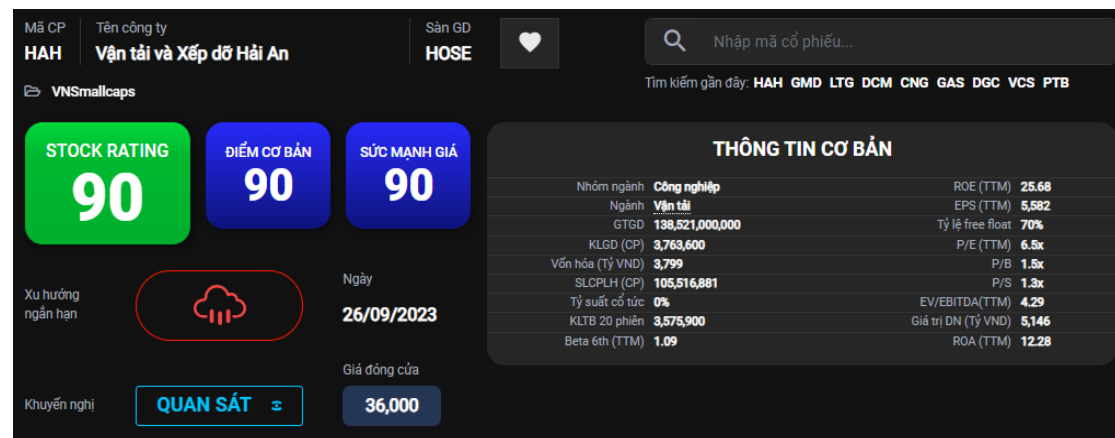 Mã CP Tên công ty Sàn GD
HAH Vận tải và Xếp dỡ Hải An HOSE
Nhập mã cổ phiếu...
Tìm kiếm gần đây: HAH GMD LTG DCM CNG GAS DGC VCS PTB
VNSmallcaps
STOCK RATING
90
ĐIỂM CƠ BẢN
90
SỨC MẠNH GIÁ
90
Xu hướng
ngắn hạn
Ngày
26/09/2023
Khuyến nghị
QUAN SÁT
Giá đóng cửa
36,000
THÔNG TIN CƠ BẢN
Nhóm ngành Công nghiệp ROE (TTM) 25.68
Ngành Vận tải EPS (TTM) 5,582
GTGD 138,521,000,000 Tỷ lệ free float 70%
KLGD (CP) 3,763,600 P/E (TTM) 6.5x
Vốn hóa (Tỷ VND) 3,799 P/B 1.5x
SLCPLH (CP) 105,516,881 P/S 1.3x
Tỷ suất cổ tức 0% EV/EBITDA(TTM) 4.29
KLTB 20 phiên 3,575,900 Giá trị DN (Tỷ VND) 5,146
Beta 6th (TTM) 1.09 ROA (TTM) 12.28